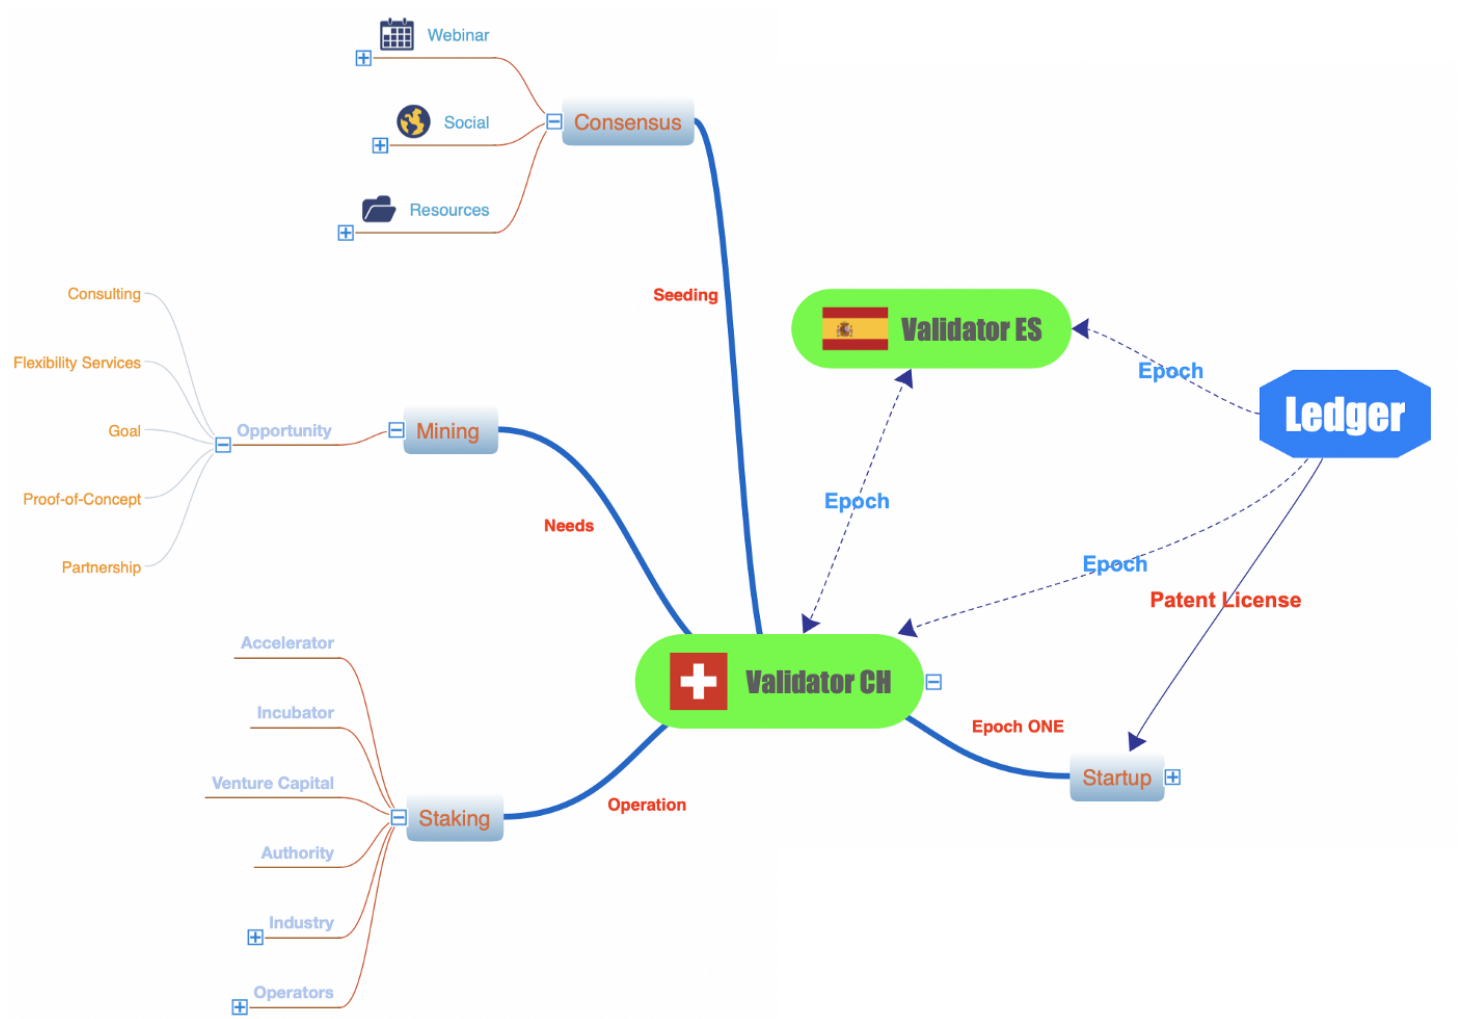 Webinar
Social
Consensus
Resources
Seeding
Consulting
Flexibility Services
Goal
Proof-of-Concept
Partnership
Opportunity
Mining
Needs
Validator ES
Epoch
Ledger
Epoch
Epoch
Patent License
Accelerator
Incubator
Venture Capital
Authority
Industry
Operators
Staking
Operation
Validator CH
Epoch ONE
Startup